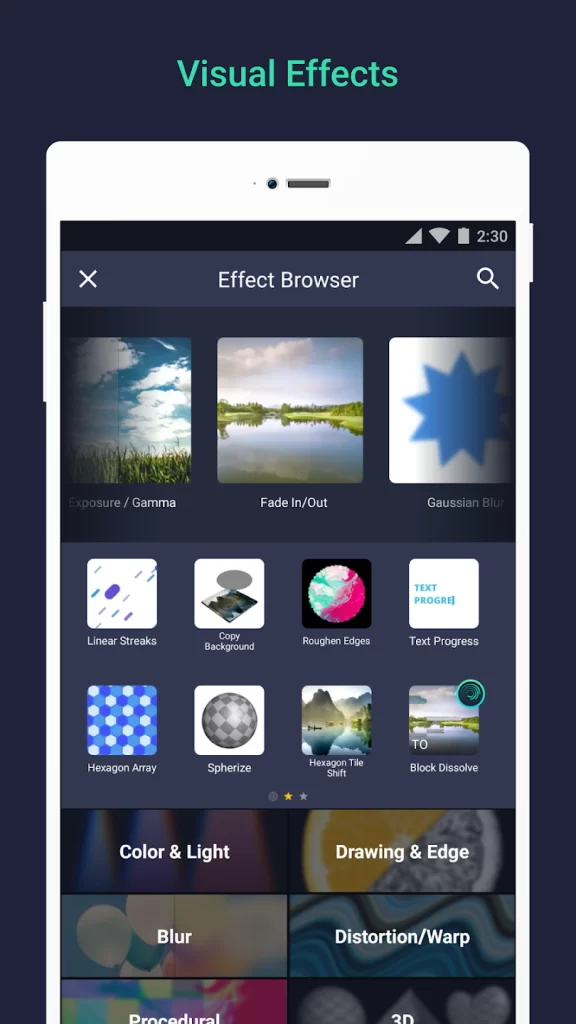 Visual Effects
2:30
Effect Browser
Exposure / Gamma
Fade In/Out
Gaussian Blur
TEXT
PROGRE
Linear Streaks
Copy
Background
Roughen Edges
Text Progress
TO
Hexagon Array
Spherize
Hexagon Tile
Shift
Block Dissolve
Color & Light
Drawing & Edge
Blur
Distortion/Warp
Procedural
3D